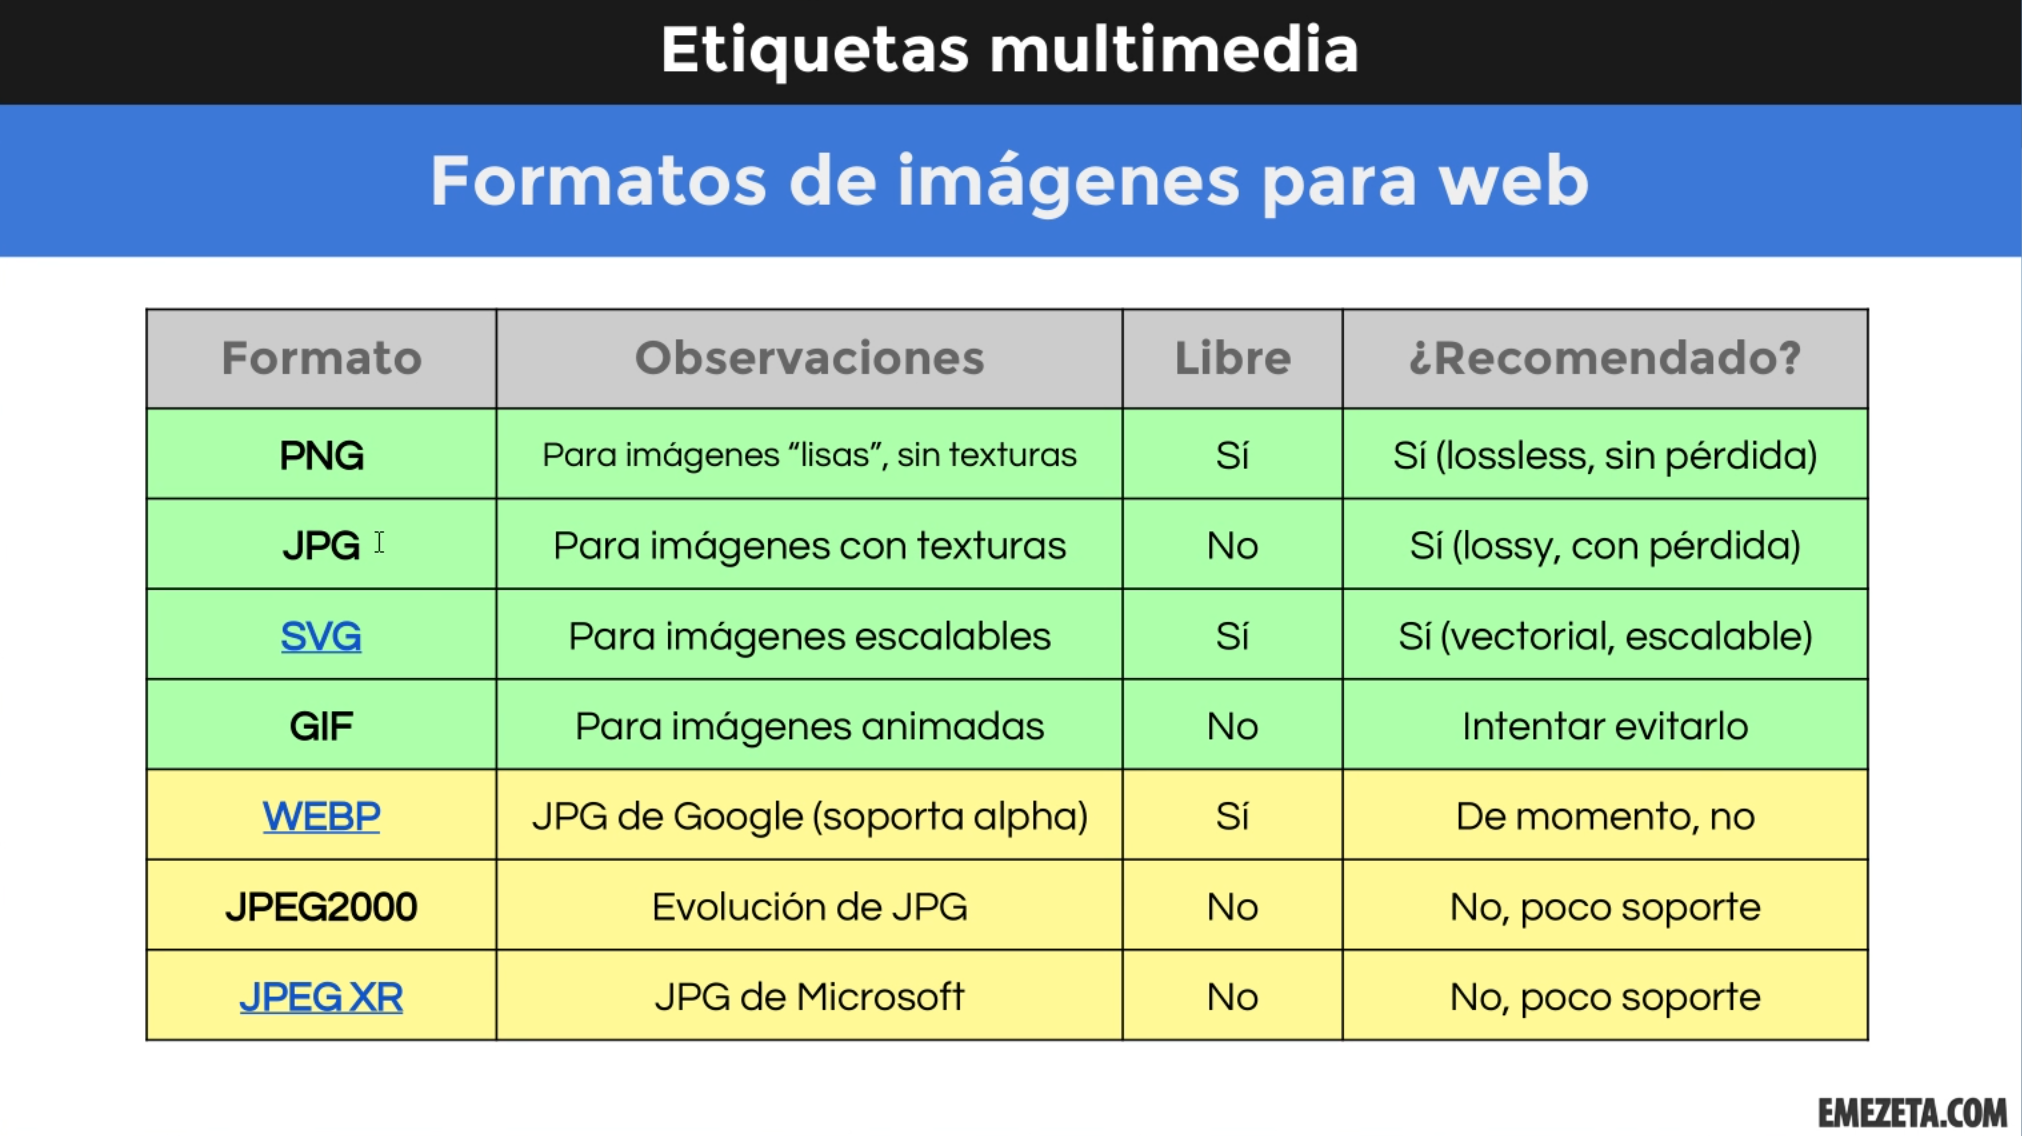 Etiquetas multimedia
Formatos de imágenes para web
Formato Observaciones Libre ¿Recomendado?
PNG Para imágenes “lisas”, sin texturas Sí Sí (lossless, sin pérdida)
JPG Para imágenes con texturas No Sí (lossy, con pérdida)
SVG Para imágenes escalables Sí Sí (vectorial, escalable)
GIF Para imágenes animadas No Intentar evitarlo
WEBP JPG de Google (soporta alpha) Sí De momento, no
JPEG2000 Evolución de JPG No No, poco soporte
JPEG XR JPG de Microsoft No No, poco soporte
EMEZETA.COM